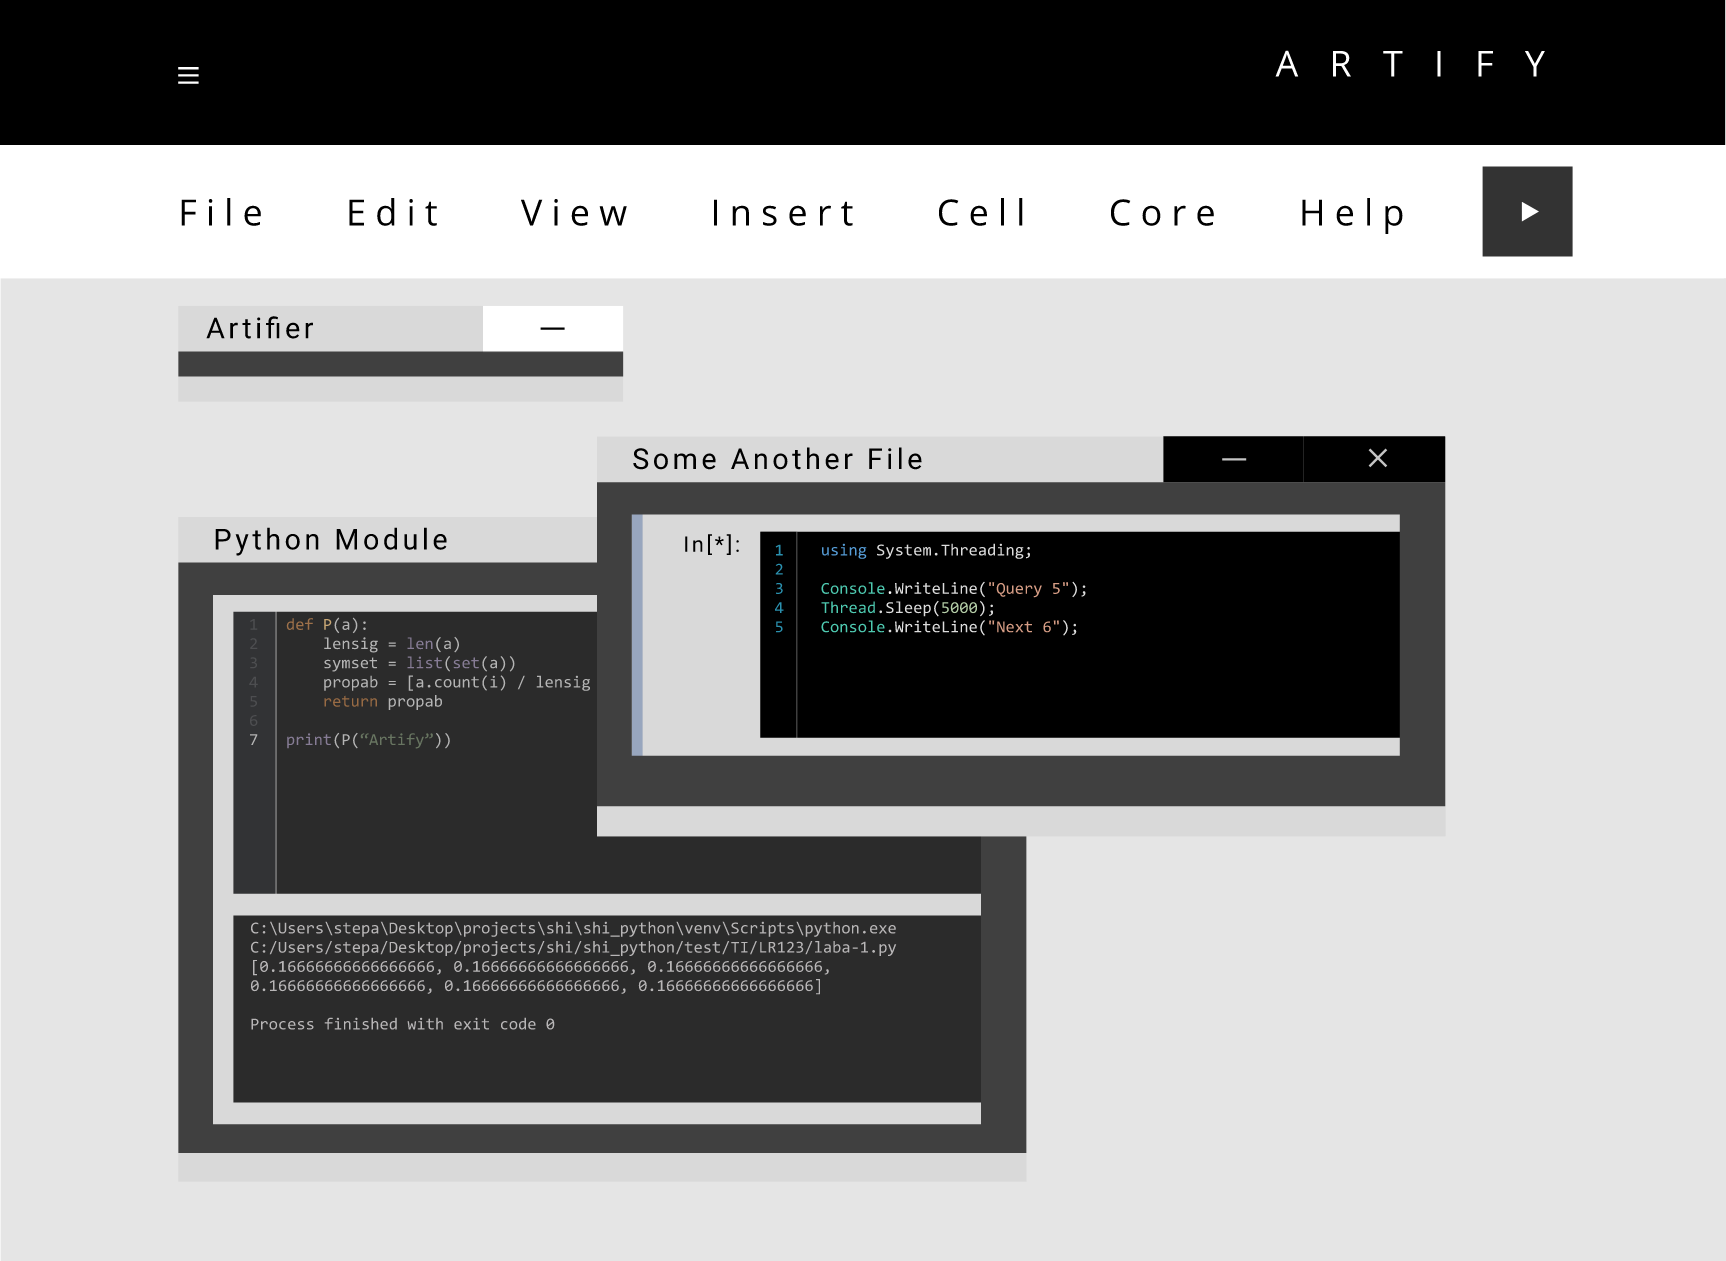 ARTIFY
File Edit View Insert Cell Core Help
Artifier
Some Another File
In[*]:
1 using System.Threading;
2
3 Console.WriteLine("Query 5");
4 Thread.Sleep(5000);
5 Console.WriteLine("Next 6");
Python Module
1 def P(a):
2 lensig = len(a)
3 symset = list(set(a))
4 propab = [a.count(i) / lensig
5 return propab
6
7 print(P(“Artify”))
C:\Users\stepa\Desktop\projects\shi\shi_python\venv\Scripts\python.exe
C:/Users/stepa/Desktop/projects/shi/shi_python/test/TI/LR123/laba-1.py
[0.16666666666666666, 0.16666666666666666, 0.16666666666666666,
0.16666666666666666, 0.16666666666666666, 0.16666666666666666]
Process finished with exit code 0